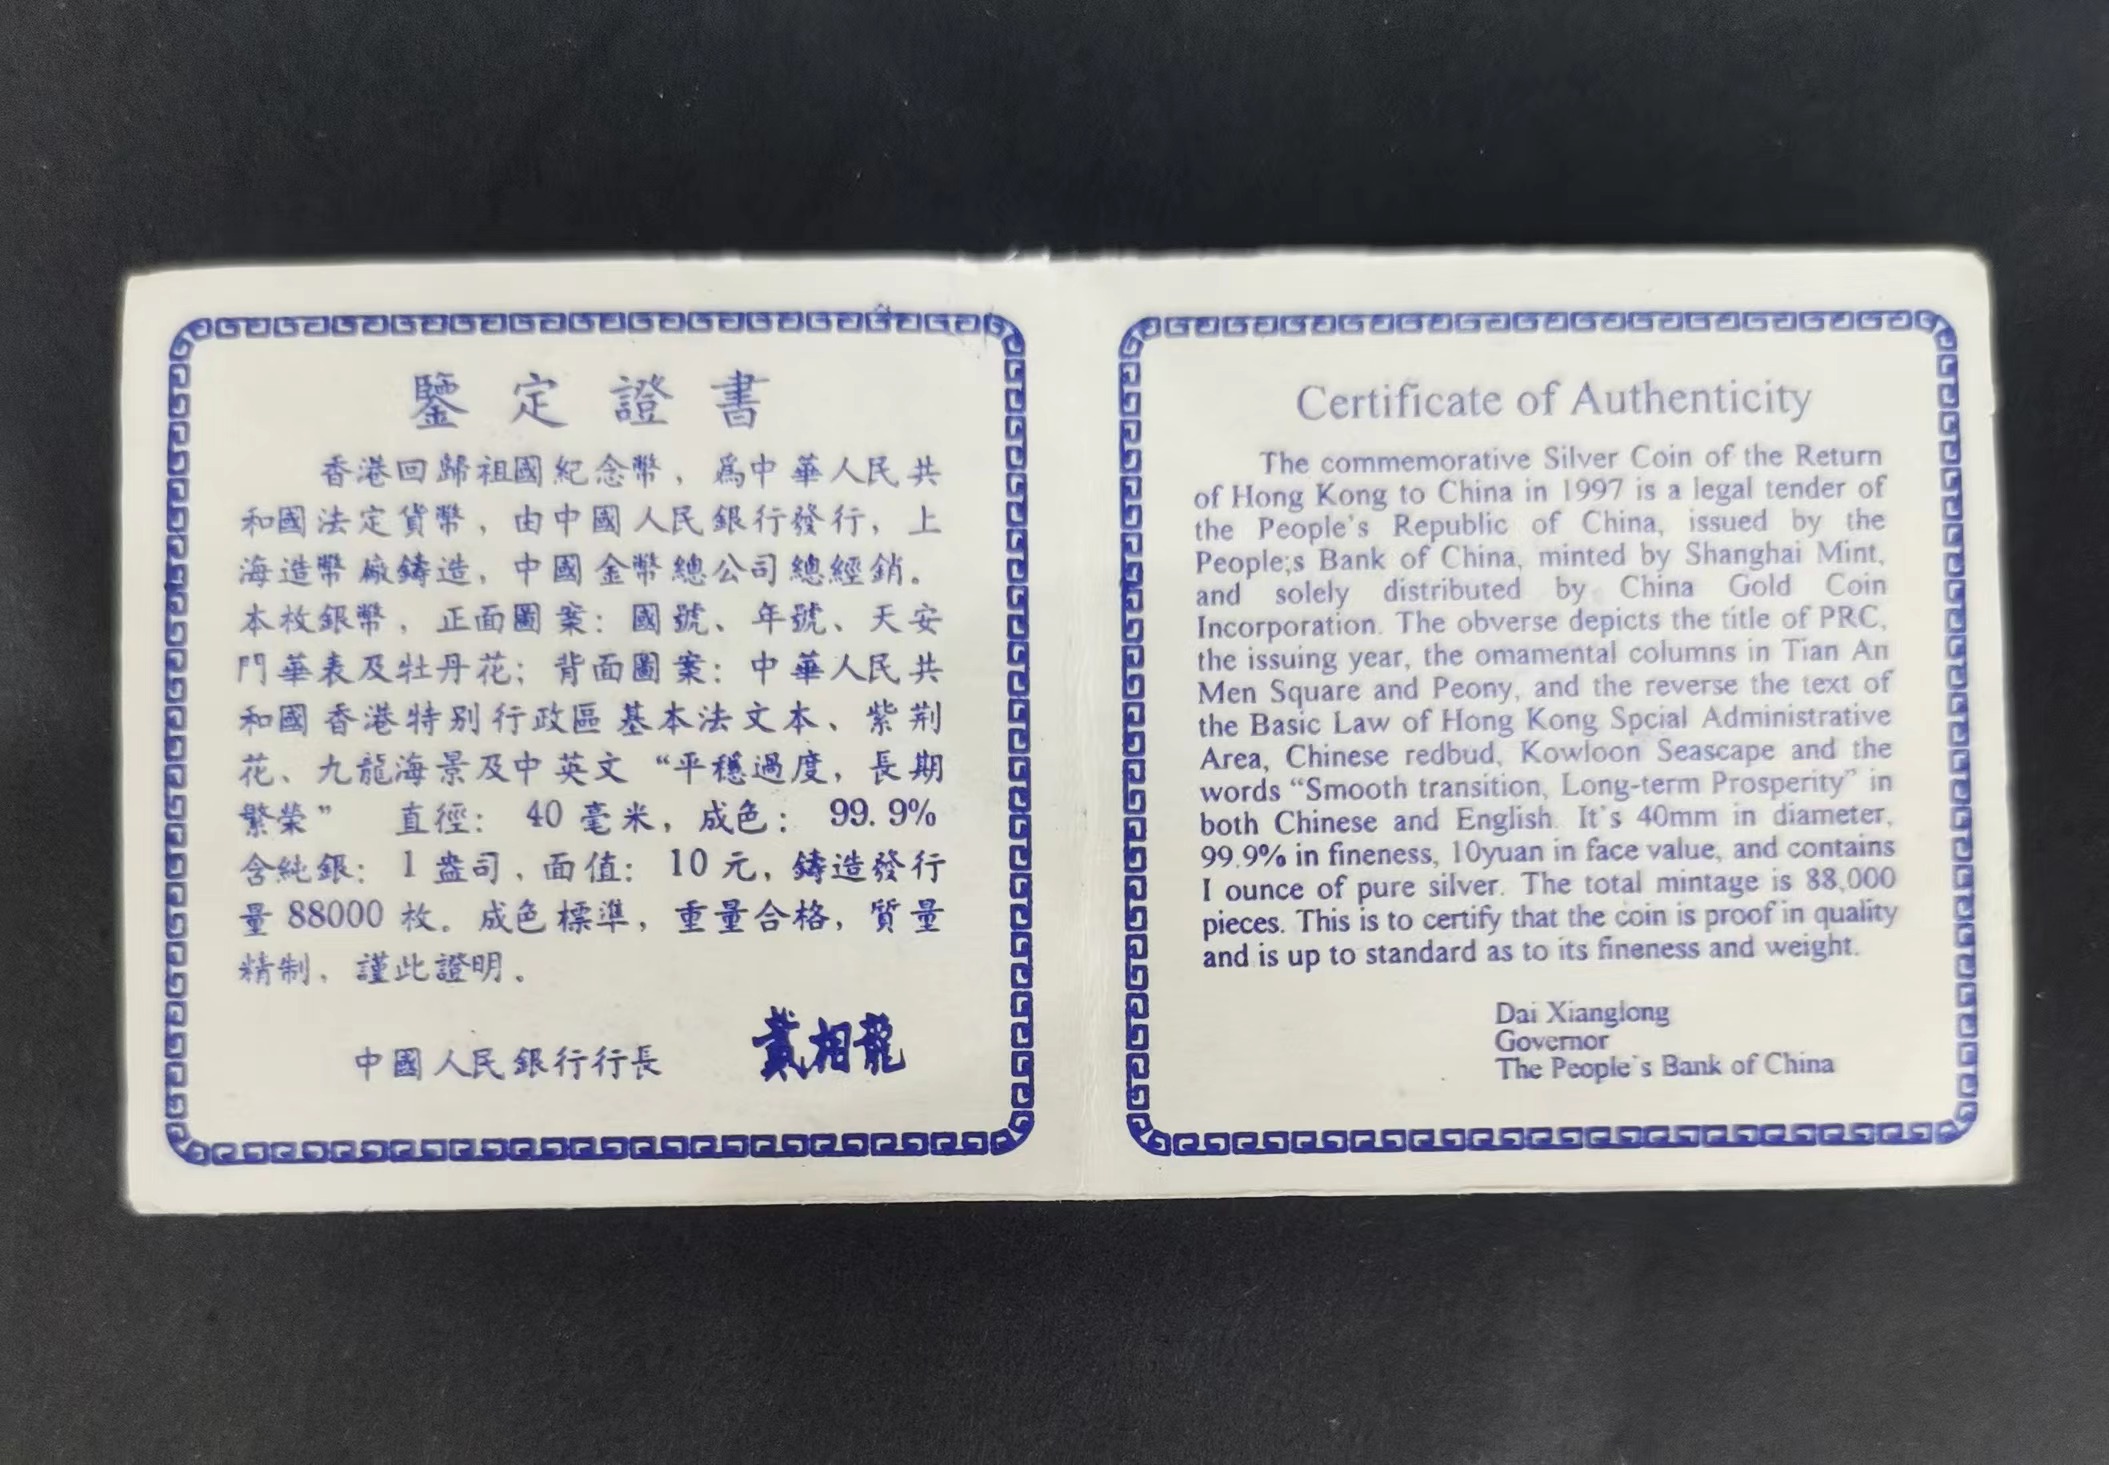 鑒定證書
香港回歸祖國紀念幣，爲中華人民共
和國法定貨幣，由中國人民銀行發行，上
海造幣廠鑄造，中國金幣總公司總經銷。
本枚銀幣，正面圖案：國號、年號、天安
門華表及牡丹花；背面圖案：中華人民共
和國香港特别行政區基本法文本、紫荆
花、九龍海景及中英文“平穩過度，長期
繁榮” 直徑：40毫米，成色：99.9%
含純銀：1盎司，面值：10元，鑄造發行
量88000枚。成色標準，重量合格，質量
精制，謹此證明。
中國人民銀行行長 戴相龍
Certificate of Authenticity
The commemorative Silver Coin of the Return
of Hong Kong to China in 1997 is a legal tender of
the People's Republic of China, issued by the
People;s Bank of China, minted by Shanghai Mint,
and solely distributed by China Gold Coin
Incorporation. The obverse depicts the title of PRC,
the issuing year, the omamental columns in Tian An
Men Square and Peony, and the reverse the text of
the Basic Law of Hong Kong Spcial Administrative
Area, Chinese redbud, Kowloon Seascape and the
words “Smooth transition, Long-term Prosperity” in
both Chinese and English. It's 40mm in diameter,
99.9% in fineness, 10yuan in face value, and contains
1 ounce of pure silver. The total mintage is 88,000
pieces. This is to certify that the coin is proof in quality
and is up to standard as to its fineness and weight.
Dai Xianglong
Governor
The People's Bank of China